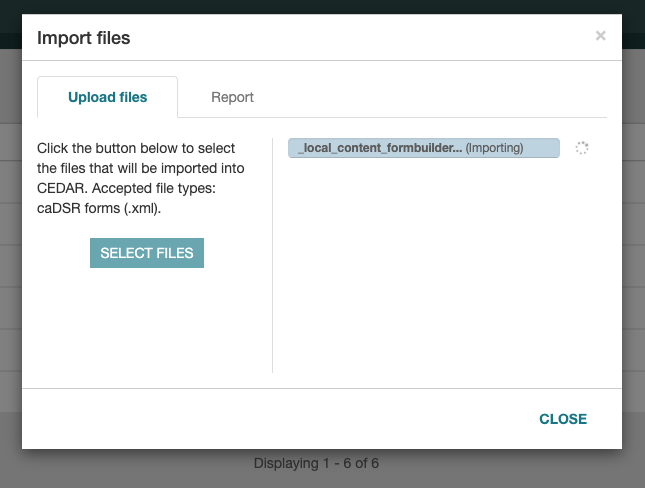 Import files
×
Upload files
Report
Click the button below to select
the files that will be imported into
CEDAR. Accepted file types:
caDSR forms (.xml).
SELECT FILES
_local_content_formbuilder... (Importing)
CLOSE
Displaying 1 - 6 of 6